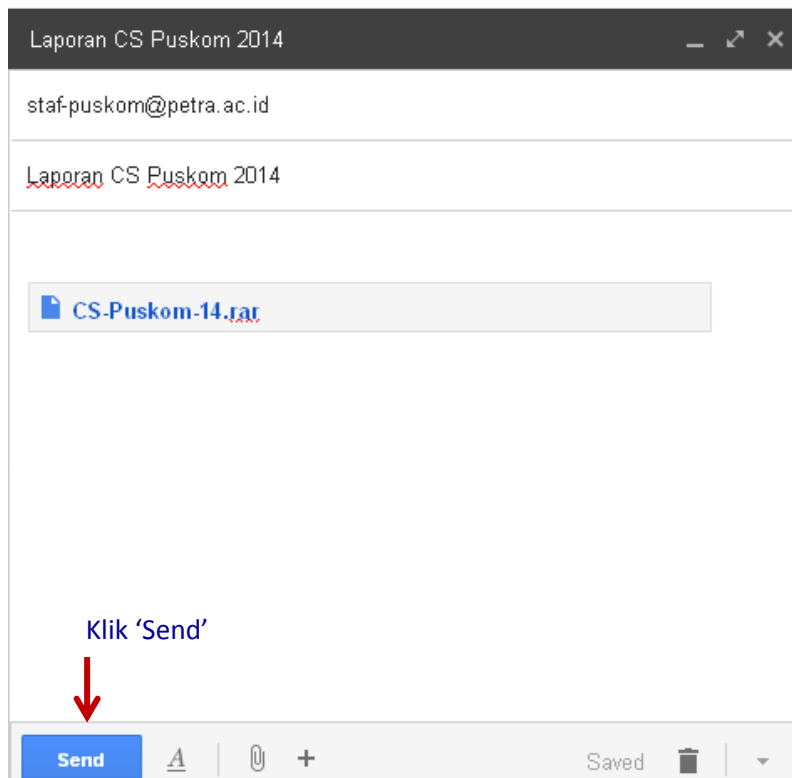 Laporan CS Puskom 2014
staf-puskom@petra.ac.id
Laporan CS Puskom 2014
CS-Puskom-14.rar
Klik ‘Send’
Send A Saved